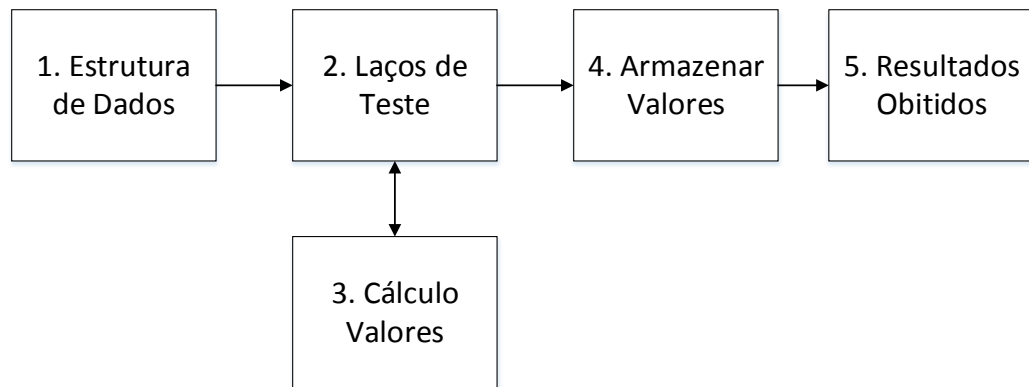 1. Estrutura
de Dados
2. Laços de
Teste
4. Armazenar
Valores
5. Resultados
Obitidos
3. Cálculo
Valores